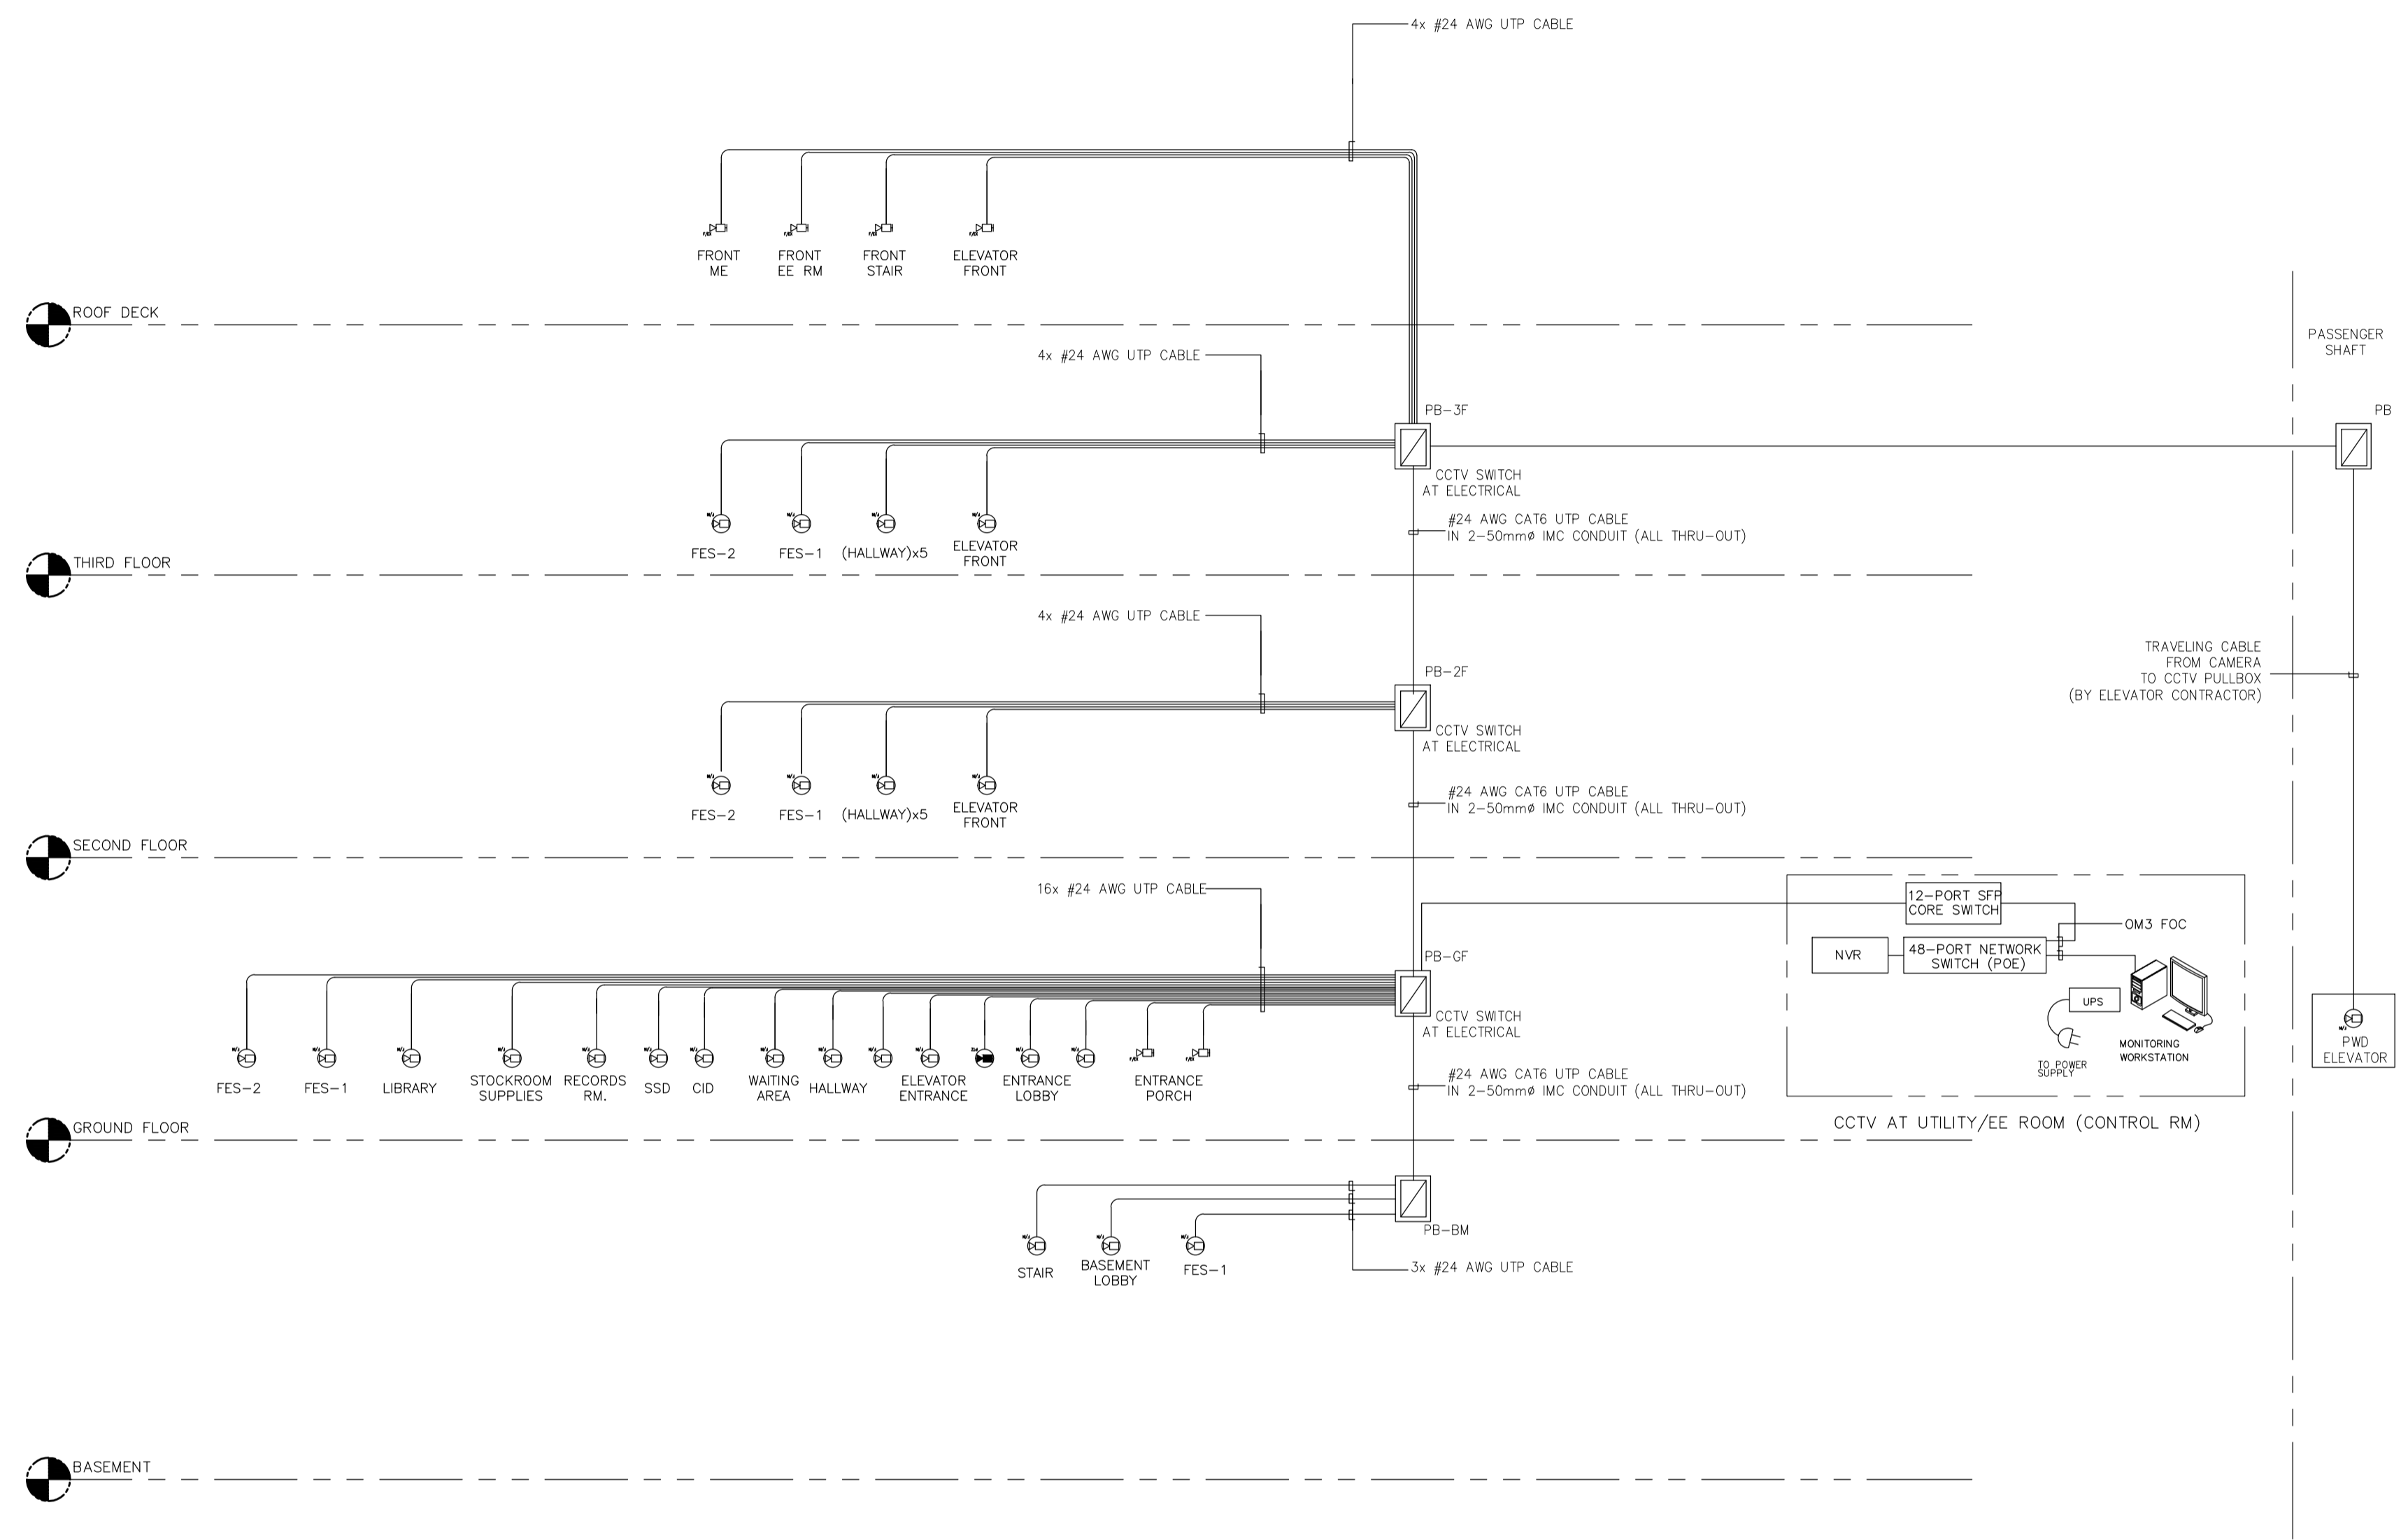 4x #24 AWG UTP CABLE
FRONT
ME
FRONT
EE RM
FRONT
STAIR
ELEVATOR
FRONT
ROOF DECK
PASSENGER
SHAFT
4x #24 AWG UTP CABLE
PB-3F
PB
CCTV SWITCH
AT ELECTRICAL
#24 AWG CAT6 UTP CABLE
IN 2-50mmø IMC CONDUIT (ALL THRU-OUT)
FES-2
FES-1
(HALLWAY)x5
ELEVATOR
FRONT
THIRD FLOOR
4x #24 AWG UTP CABLE
TRAVELING CABLE
FROM CAMERA
TO CCTV PULLBOX
(BY ELEVATOR CONTRACTOR)
PB-2F
CCTV SWITCH
AT ELECTRICAL
#24 AWG CAT6 UTP CABLE
IN 2-50mmø IMC CONDUIT (ALL THRU-OUT)
FES-2
FES-1
(HALLWAY)x5
ELEVATOR
FRONT
SECOND FLOOR
16x #24 AWG UTP CABLE
12-PORT SFP
CORE SWITCH
OM3 FOC
NVR
48-PORT NETWORK
SWITCH (POE)
PB-GF
UPS
CCTV SWITCH
AT ELECTRICAL
MONITORING
WORKSTATION
TO POWER
SUPPLY
PWD
ELEVATOR
FES-2
FES-1
LIBRARY
STOCKROOM
SUPPLIES
RECORDS
RM.
SSD
CID
WAITING
AREA
HALLWAY
ELEVATOR
ENTRANCE
ENTRANCE
LOBBY
ENTRANCE
PORCH
#24 AWG CAT6 UTP CABLE
IN 2-50mmø IMC CONDUIT (ALL THRU-OUT)
CCTV AT UTILITY/EE ROOM (CONTROL RM)
GROUND FLOOR
PB-BM
STAIR
BASEMENT
LOBBY
FES-1
3x #24 AWG UTP CABLE
BASEMENT